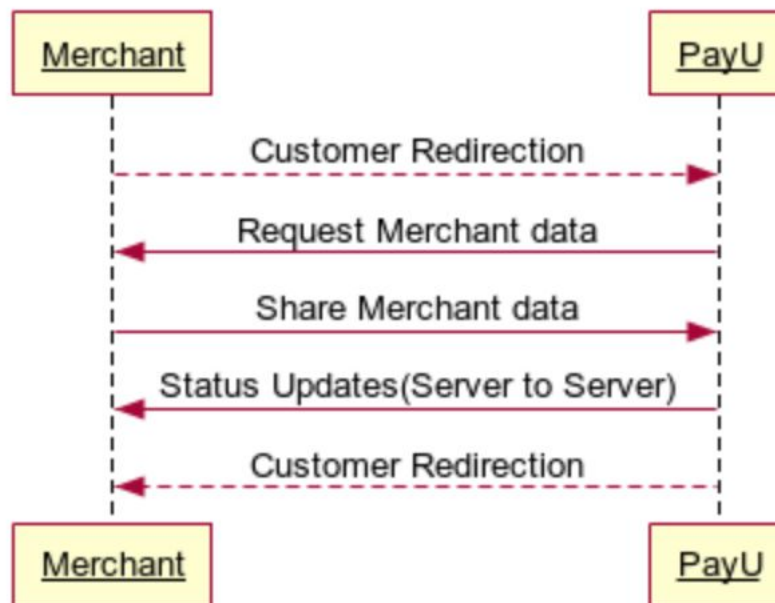 Merchant PayU
Customer Redirection
Request Merchant data
Share Merchant data
Status Updates(Server to Server)
Customer Redirection
Merchant PayU